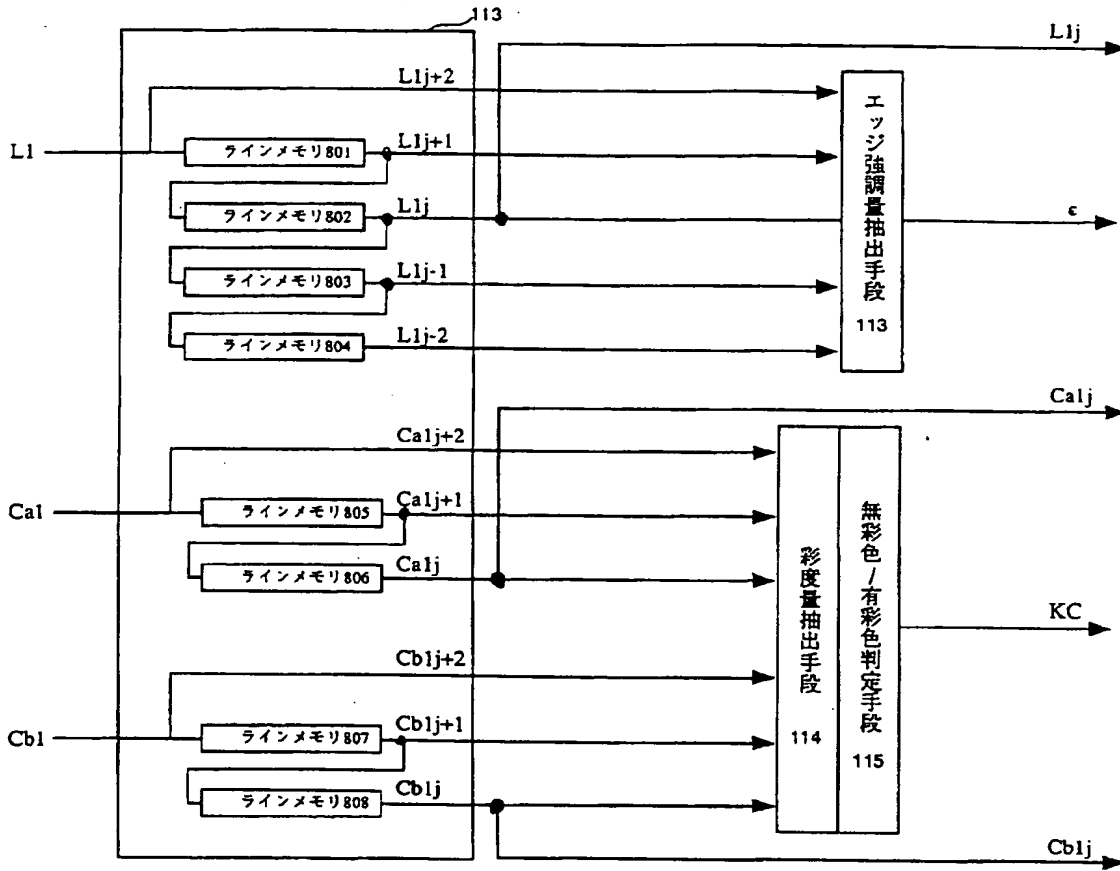 113
L1j
L1j+2
L1
ラインメモリ801
L1j+1
ラインメモリ802
L1j
ε
ラインメモリ803
L1j-1
ラインメモリ804
L1j-2
エッジ強調量抽出手段
113
Ca1j
Ca1j+2
Ca1
ラインメモリ805
Ca1j+1
ラインメモリ806
Ca1j
Cb1j+2
Cb1
ラインメモリ807
Cb1j+1
ラインメモリ808
Cb1j
彩度量抽出手段
114
無彩色/有彩色判定手段
115
KC
Cb1j